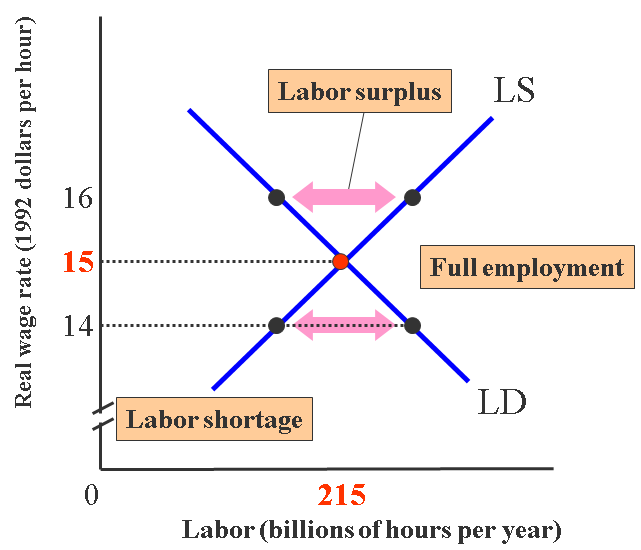 Real wage rate (1992 dollars per hour)
Labor surplus
LS
16
15
Full employment
14
LD
Labor shortage
0
215
Labor (billions of hours per year)